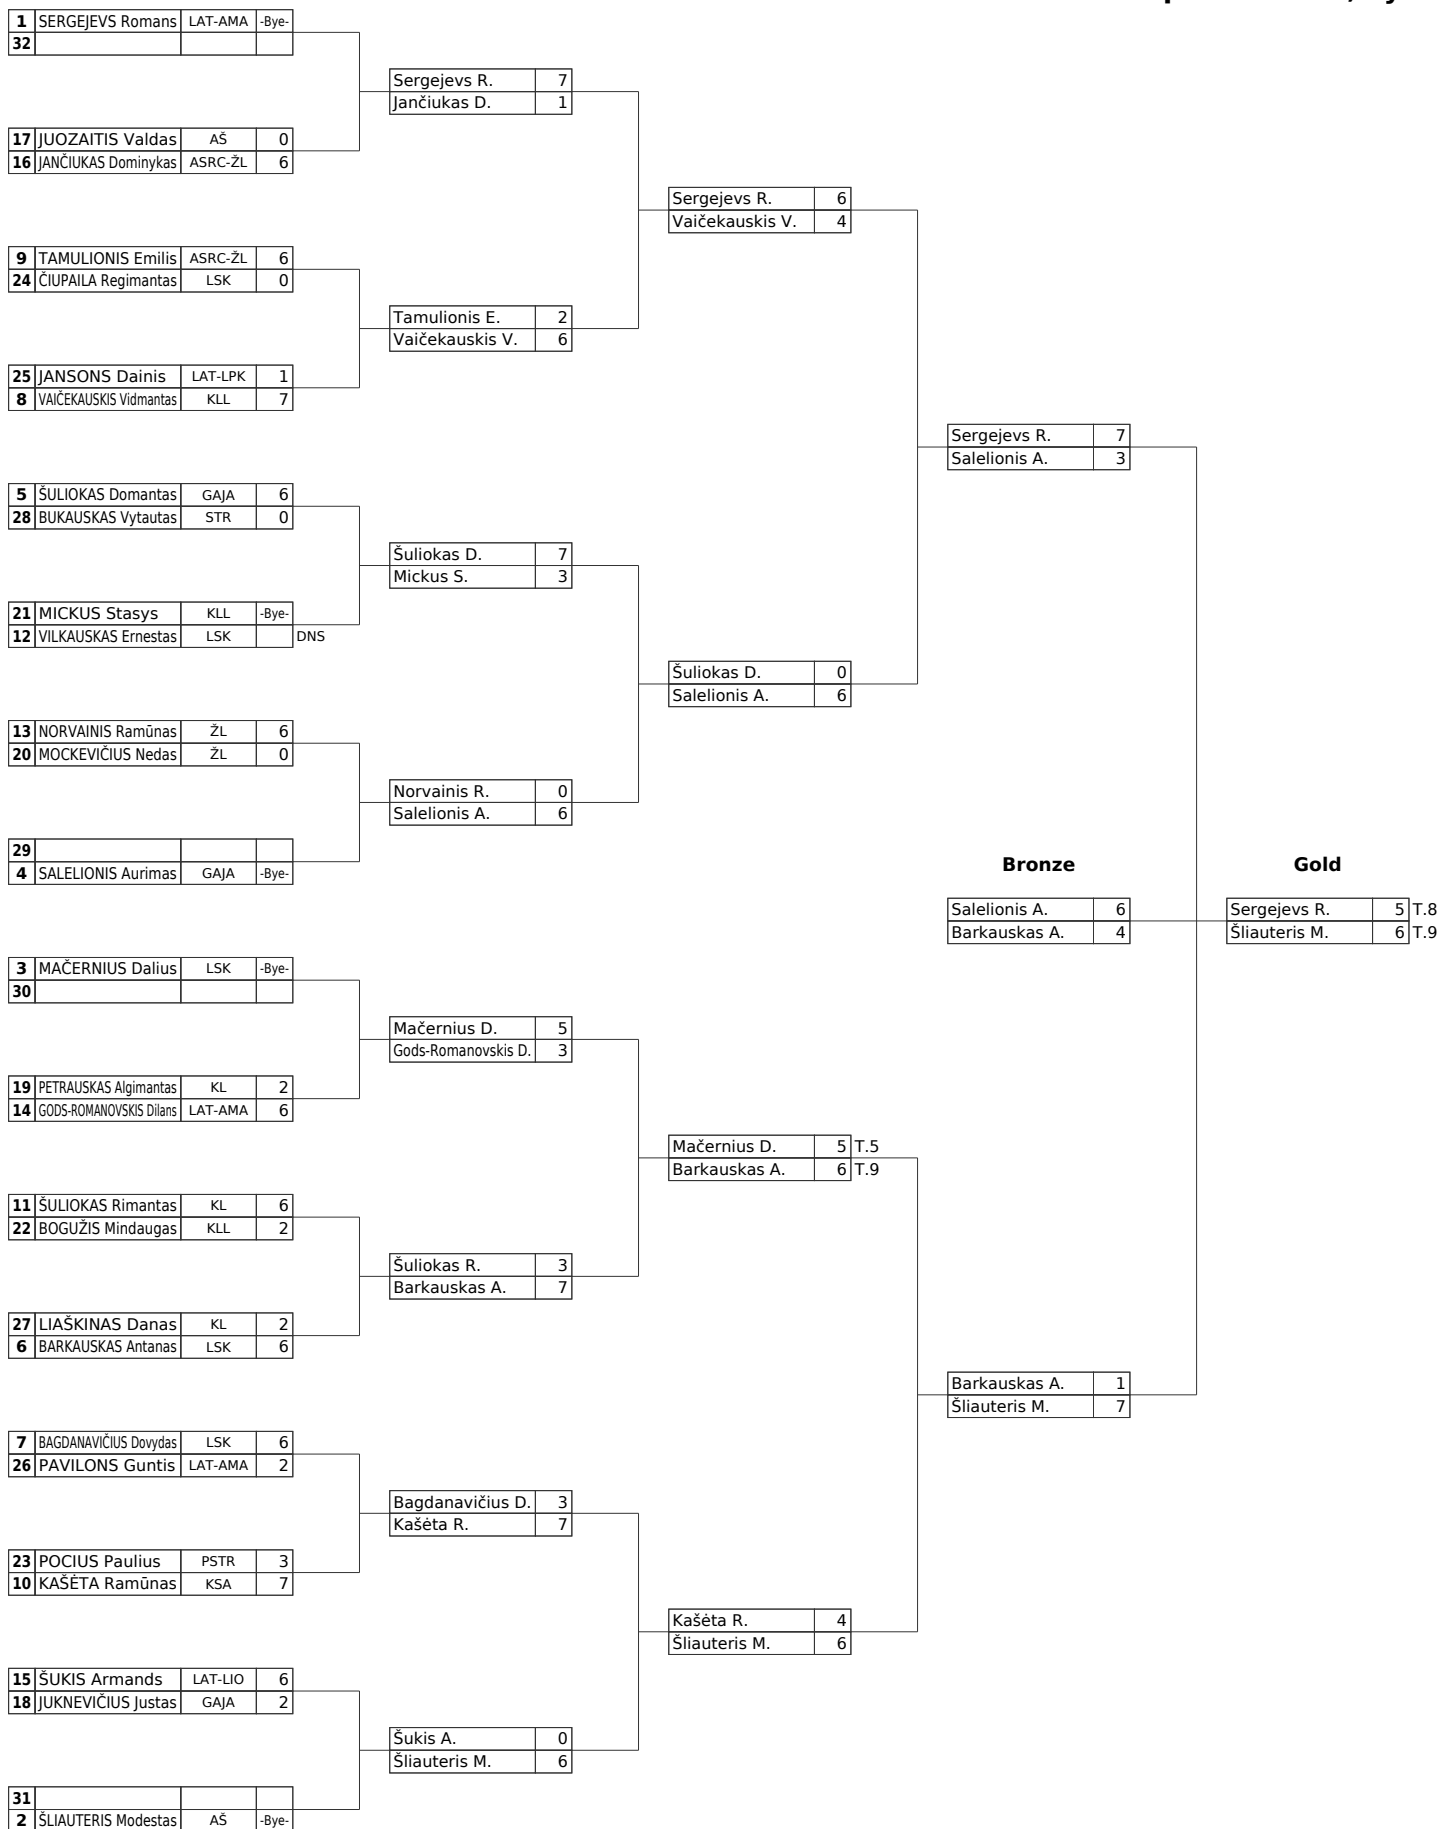 1 SERGEJEVS Romans LAT-AMA -Bye-
32
Sergejevs R. 7
Jančiukas D. 1
17 JUOZAITIS Valdas AŠ 0
16 JANČIUKAS Dominykas ASRC-ŽL 6
Sergejevs R. 6
Vaičekauskis V. 4
9 TAMULIONIS Emilis ASRC-ŽL 6
24 ČIUPAILA Regimantas LSK 0
Tamulionis E. 2
Vaičekauskis V. 6
25 JANSONS Dainis LAT-LPK 1
8 VAIČEKAUSKIS Vidmantas KLL 7
Sergejevs R. 7
Salelionis A. 3
5 ŠULIOKAS Domantas GAJA 6
28 BUKAUSKAS Vytautas STR 0
Šuliokas D. 7
Mickus S. 3
21 MICKUS Stasys KLL -Bye-
12 VILKAUSKAS Ernestas LSK DNS
Šuliokas D. 0
Salelionis A. 6
13 NORVAINIS Ramūnas ŽL 6
20 MOCKEVIČIUS Nedas ŽL 0
Norvainis R. 0
Salelionis A. 6
29
4 SALELIONIS Aurimas GAJA -Bye-
Bronze Gold
Salelionis A. 6 Sergejevs R. 5 T.8
Barkauskas A. 4 Šliauteris M. 6 T.9
3 MAČERNIUS Dalius LSK -Bye-
30
Mačernius D. 5
Gods-Romanovskis D. 3
19 PETRAUSKAS Algimantas KL 2
14 GODS-ROMANOVSKIS Dilans LAT-AMA 6
Mačernius D. 5 T.5
Barkauskas A. 6 T.9
11 ŠULIOKAS Rimantas KL 6
22 BOGUŽIS Mindaugas KLL 2
Šuliokas R. 3
Barkauskas A. 7
27 LIAŠKINAS Danas KL 2
6 BARKAUSKAS Antanas LSK 6
Barkauskas A. 1
Šliauteris M. 7
7 BAGDANAVIČIUS Dovydas LSK 6
26 PAVILONS Guntis LAT-AMA 2
Bagdanavičius D. 3
Kašėta R. 7
23 POCIUS Paulius PSTR 3
10 KAŠĖTA Ramūnas KSA 7
Kašėta R. 4
Šliauteris M. 6
15 ŠUKIS Armands LAT-LIO 6
18 JUKNEVIČIUS Justas GAJA 2
Šukis A. 0
Šliauteris M. 6
31
2 ŠLIAUTERIS Modestas AŠ -Bye-